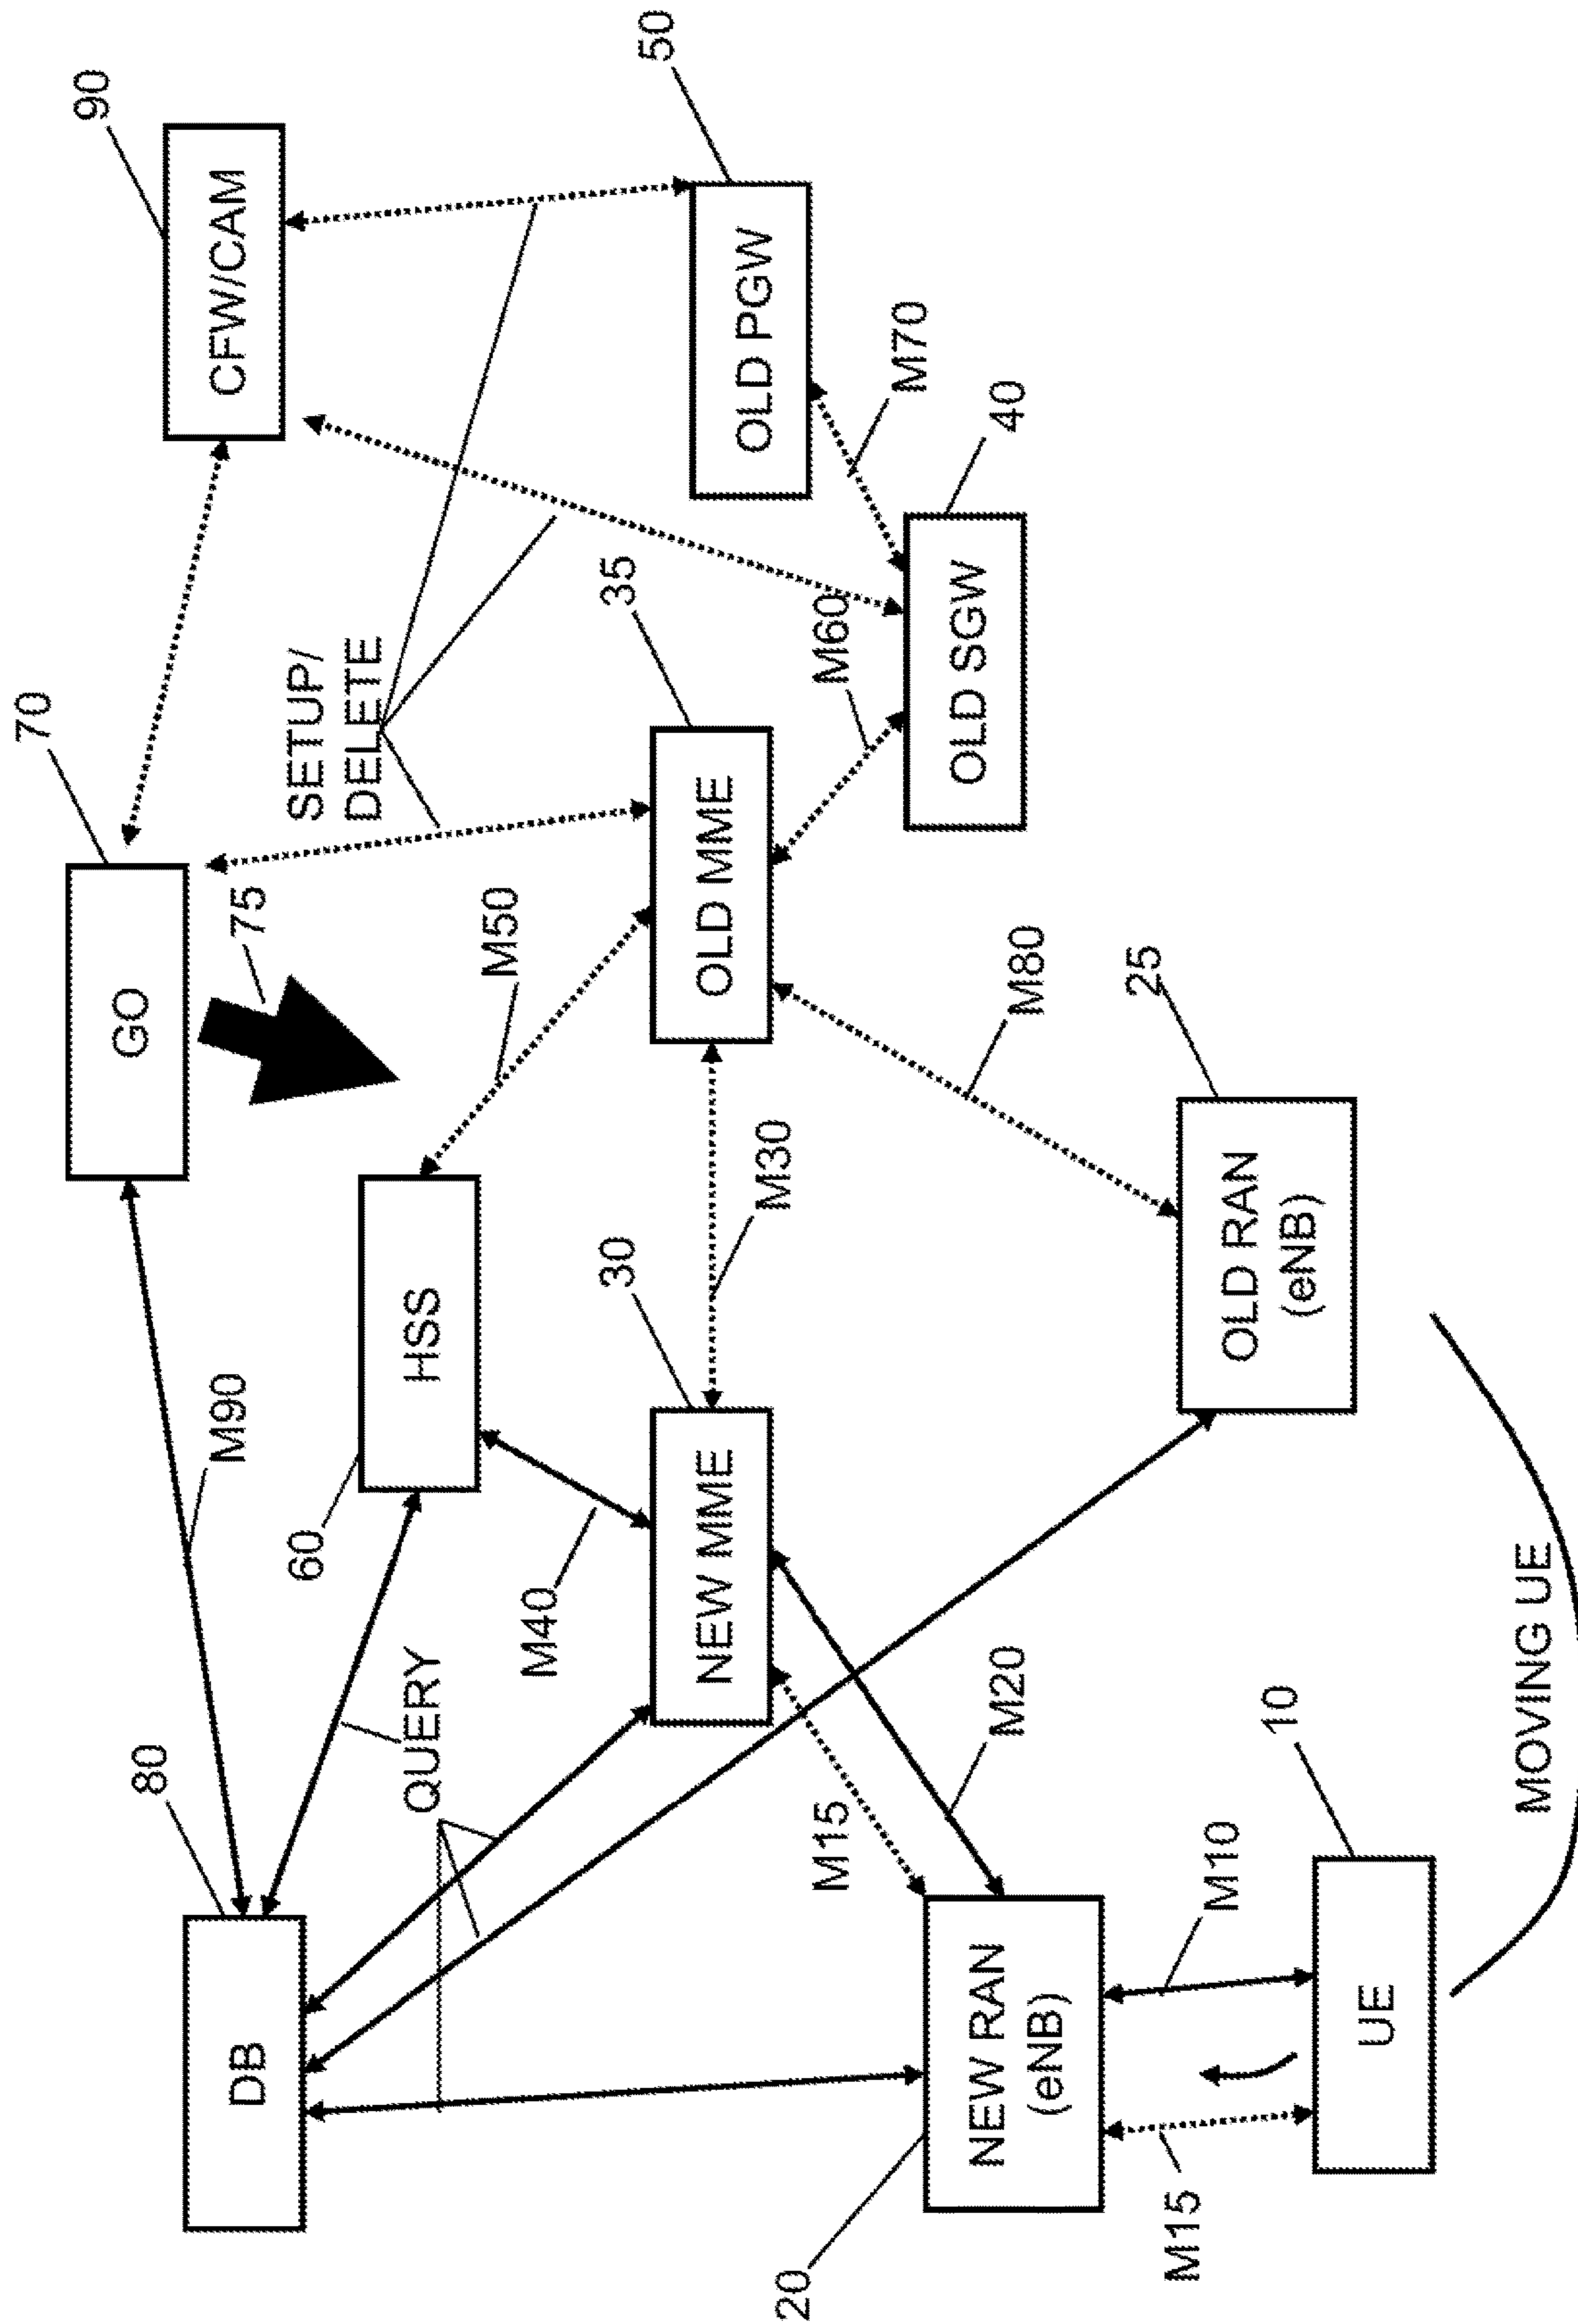 70
90
GO
80
M90
75
CFW/CAM
DB
60
SETUP/
DELETE
QUERY
HSS
M50
M40
30
35
50
NEW MME
OLD MME
OLD PGW
M30
20
M15
M60
M70
OLD SGW
40
NEW RAN
(eNB)
M20
M80
25
M15
M10
OLD RAN
(eNB)
10
UE
MOVING UE